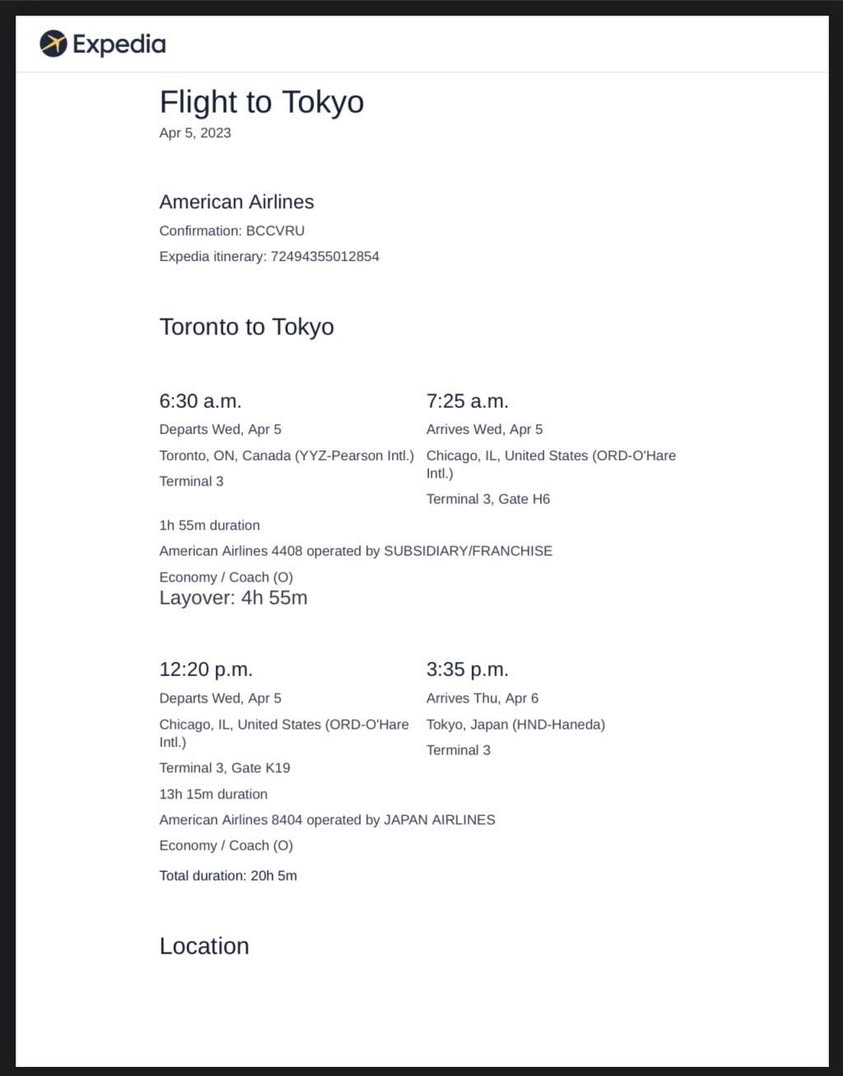 Expedia
Flight to Tokyo
Apr 5, 2023
American Airlines
Confirmation: BCCVRU
Expedia itinerary: 72494355012854
Toronto to Tokyo
6:30 a.m.
Departs Wed, Apr 5
Toronto, ON, Canada (YYZ-Pearson Intl.)
Terminal 3
7:25 a.m.
Arrives Wed, Apr 5
Chicago, IL, United States (ORD-O'Hare
Intl.)
Terminal 3, Gate H6
1h 55m duration
American Airlines 4408 operated by SUBSIDIARY/FRANCHISE
Economy / Coach (O)
Layover: 4h 55m
12:20 p.m.
Departs Wed, Apr 5
Chicago, IL, United States (ORD-O'Hare
Intl.)
Terminal 3, Gate K19
3:35 p.m.
Arrives Thu, Apr 6
Tokyo, Japan (HND-Haneda)
Terminal 3
13h 15m duration
American Airlines 8404 operated by JAPAN AIRLINES
Economy / Coach (O)
Total duration: 20h 5m
Location